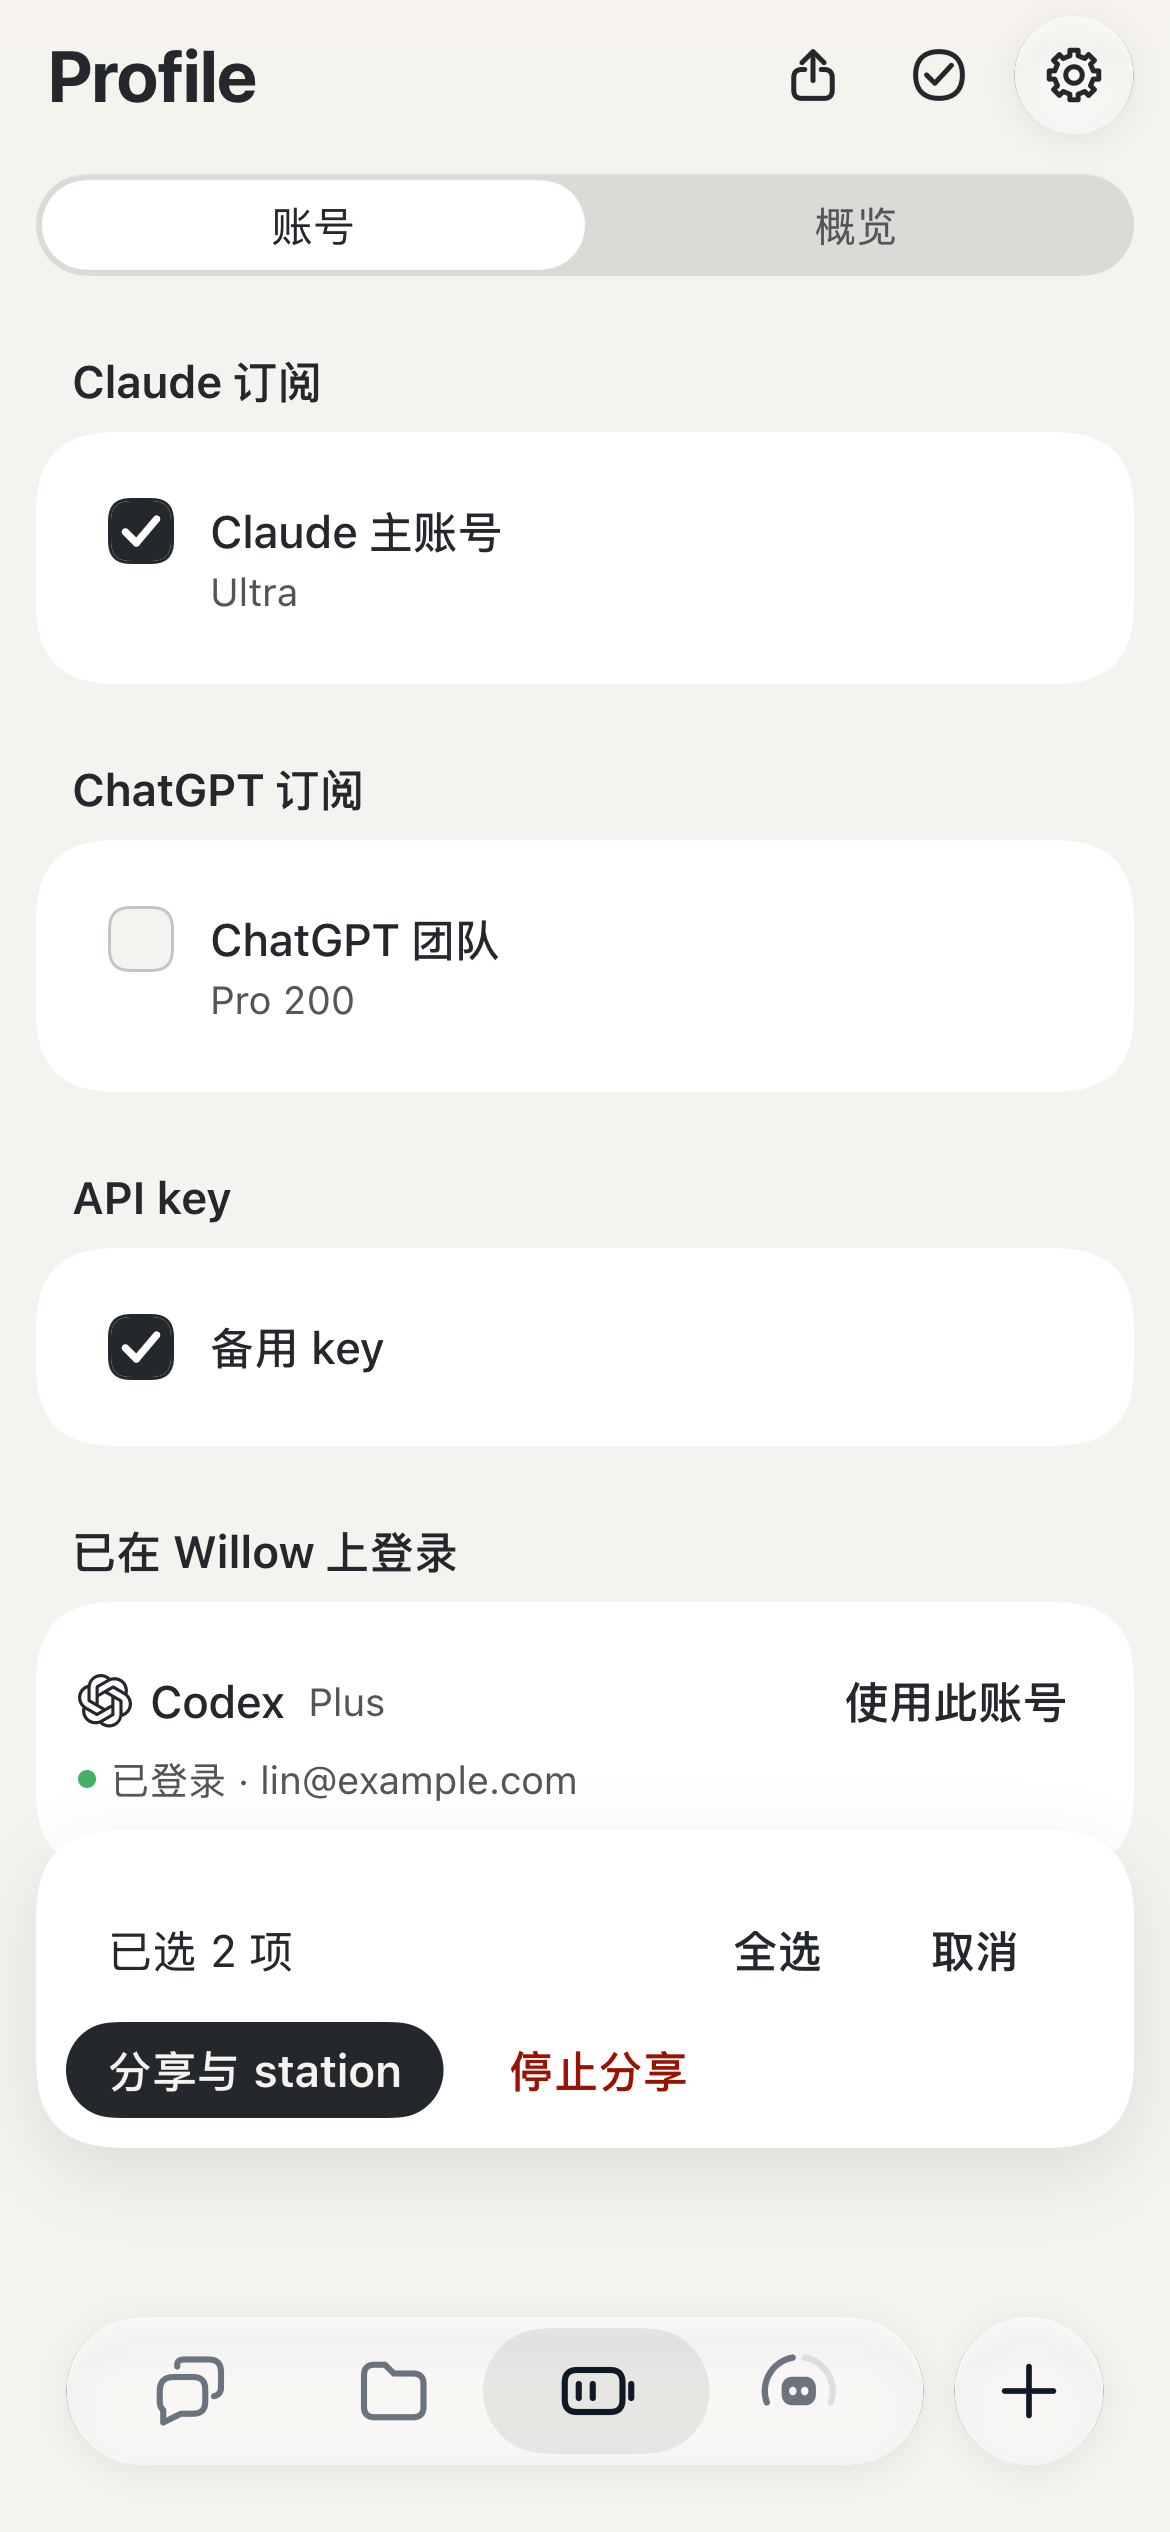 Profile
账号
概览
Claude 订阅
Claude 主账号
Ultra
ChatGPT 订阅
ChatGPT 团队
Pro 200
API key
备用 key
已在 Willow 上登录
Codex Plus
使用此账号
已登录 · lin@example.com
已选 2 项
全选
取消
分享与 station
停止分享